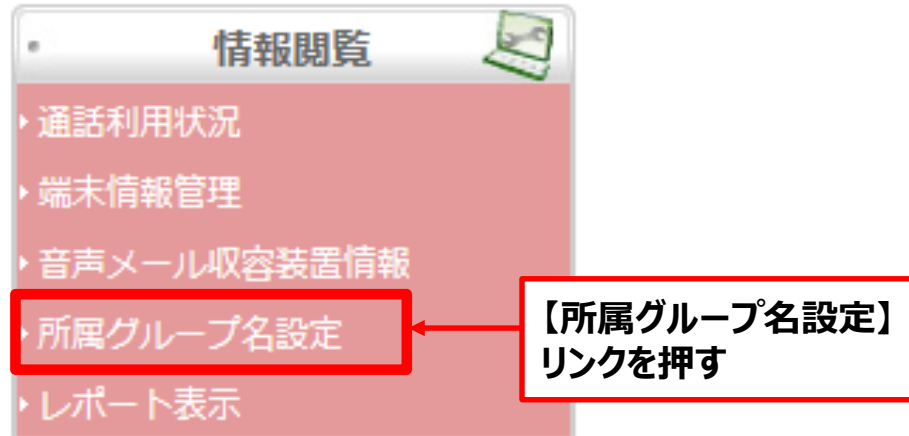 情報閲覧
通話利用状況
端末情報管理
音声メール収容装置情報
所属グループ名設定
【所属グループ名設定】
リンクを押す
レポート表示